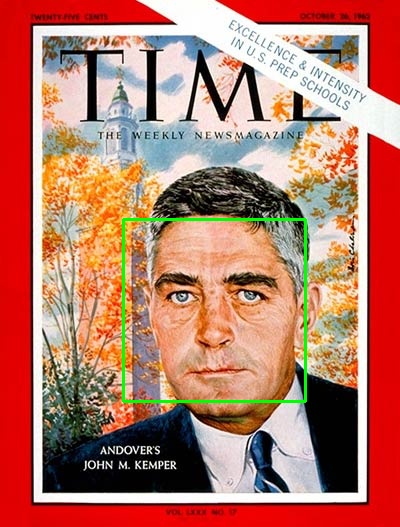 TWENTY-FIVE CENTS
OCTOBER 26, 1962
EXCELLENCE & INTENSITY
IN U.S. PREP SCHOOLS
TIME
THE WEEKLY NEWSMAGAZINE
ANDOVER'S
JOHN M. KEMPER
VOL. LXXX NO. 17